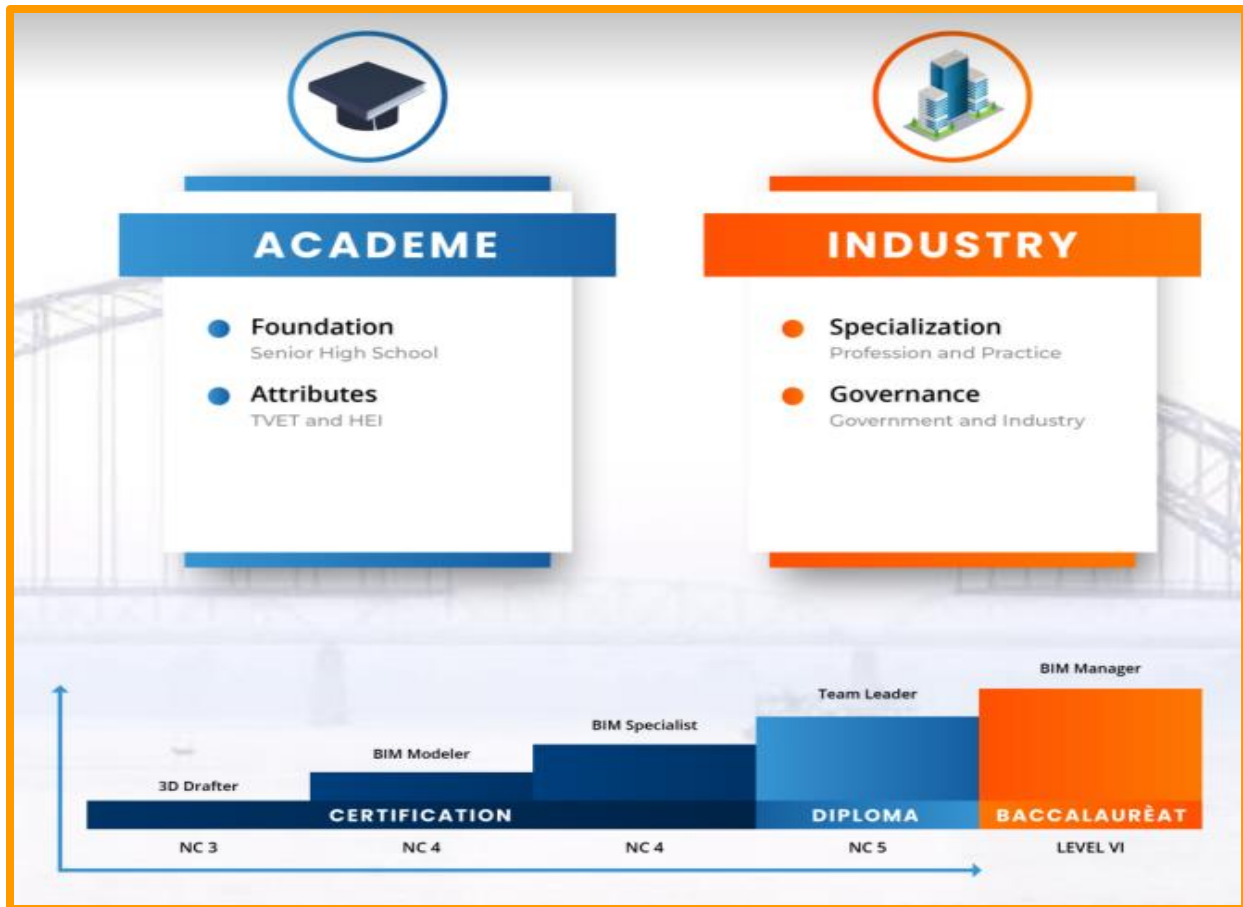 ACADEME
Foundation
Senior High School
Attributes
TVET and HEI
INDUSTRY
Specialization
Profession and Practice
Governance
Government and Industry
3D Drafter
BIM Modeler
BIM Specialist
Team Leader
BIM Manager
CERTIFICATION
DIPLOMA
BACCALAURÈAT
NC 3
NC 4
NC 4
NC 5
LEVEL VI